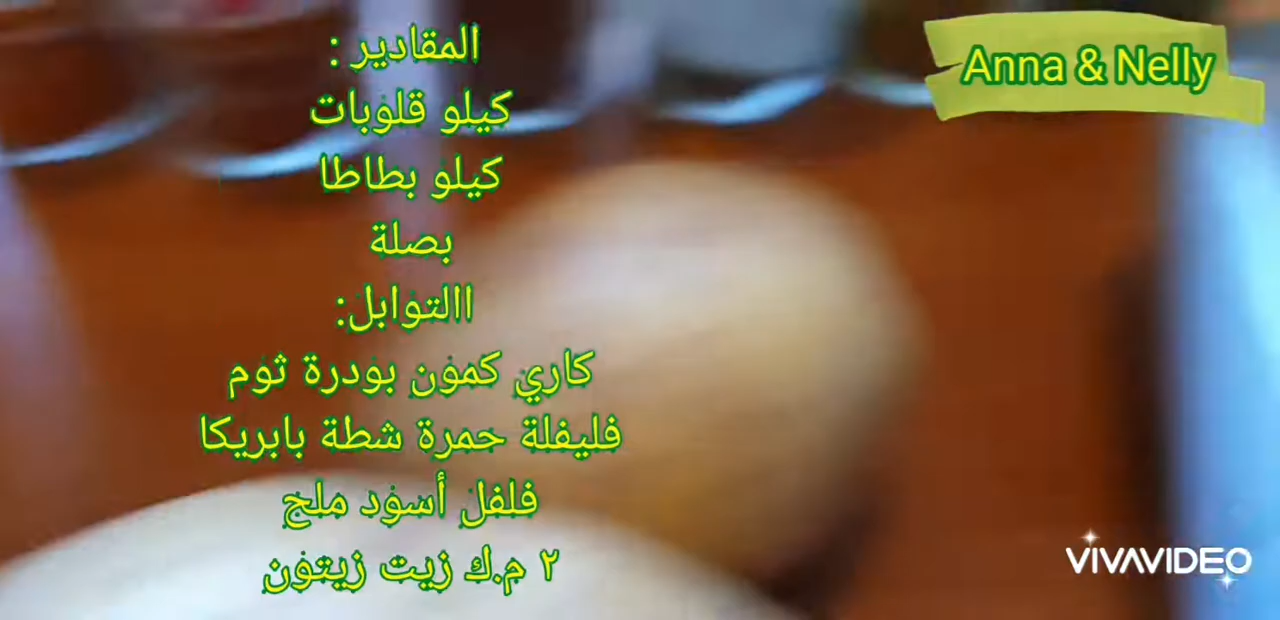 المقادير :
كيلو قلوبات
كيلو بطاطا
بصلة
االتوابل:
كاري كمون بودرة ثوم
فليفلة حمرة شطة بابريكا
فلفل أسود ملح
٢ م.ك زيت زيتون
Anna & Nelly
VIVAVIDEO